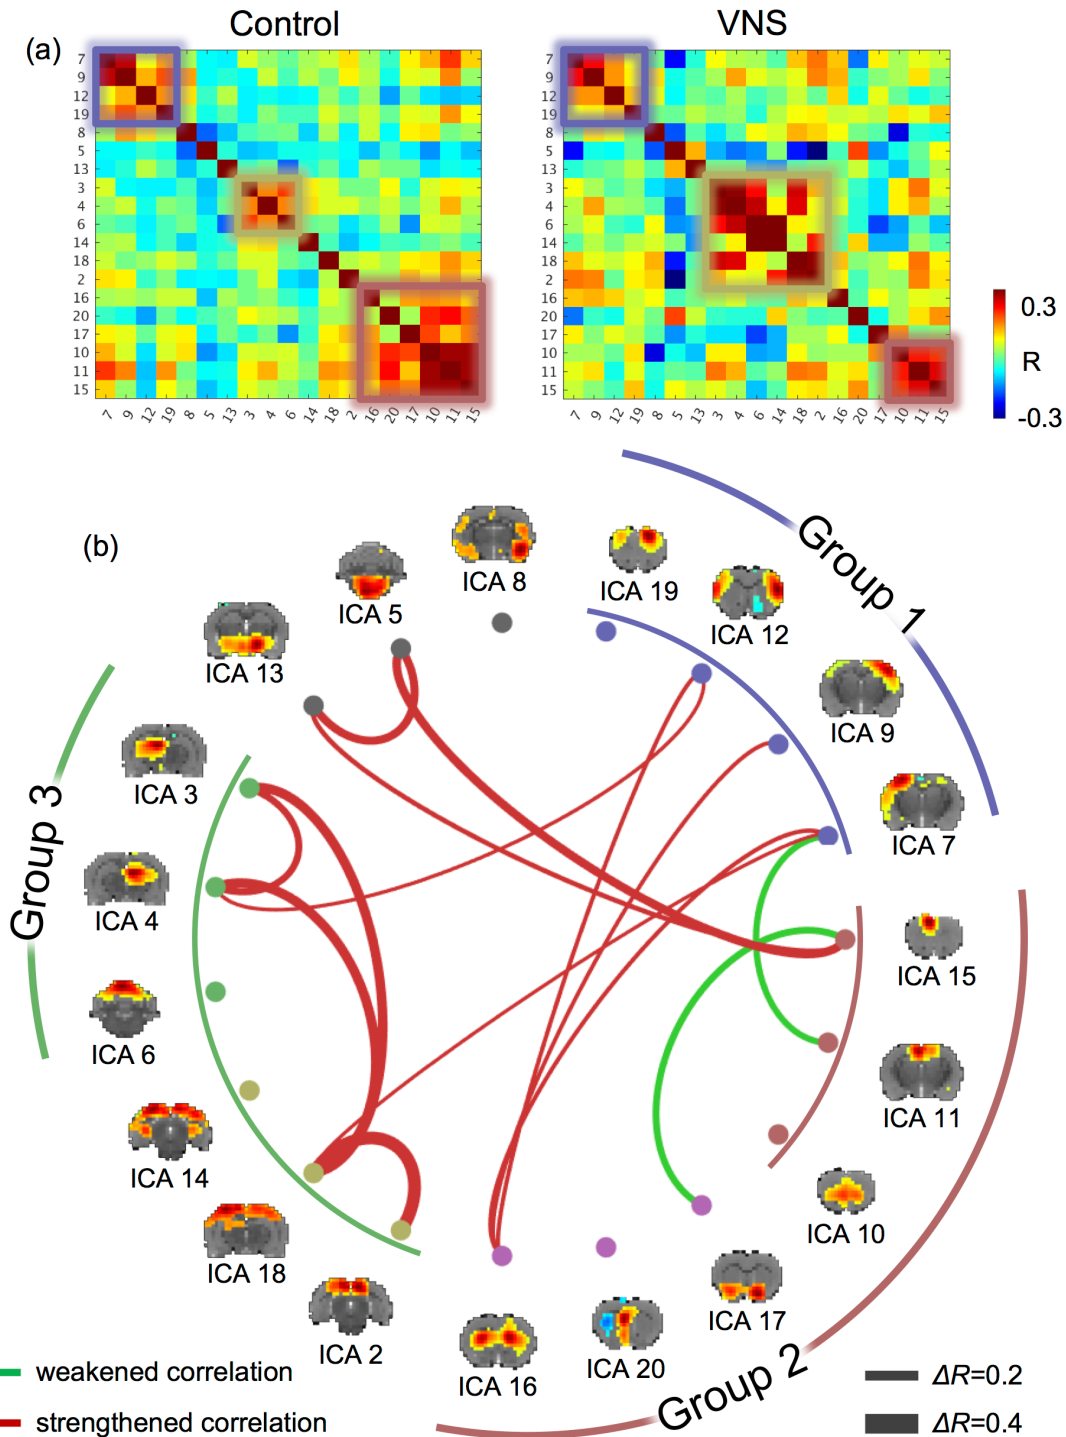 Control
VNS
(a)
7
9
12
19
8
5
13
3
4
6
14
18
2
16
20
17
10
11
15
7 9 12 19 8 5 13 3 4 6 14 18 2 16 20 17 10 11 15
7
9
12
19
8
5
13
3
4
6
14
18
2
16
20
17
10
11
15
7 9 12 19 8 5 13 3 4 6 14 18 2 16 20 17 10 11 15
0.3
R
-0.3
(b)
Group 1
Group 2
Group 3
ICA 8
ICA 19
ICA 12
ICA 9
ICA 7
ICA 15
ICA 11
ICA 10
ICA 17
ICA 20
ICA 16
ICA 2
ICA 18
ICA 14
ICA 6
ICA 4
ICA 3
ICA 13
ICA 5
weakened correlation
strengthened correlation
ΔR=0.2
ΔR=0.4